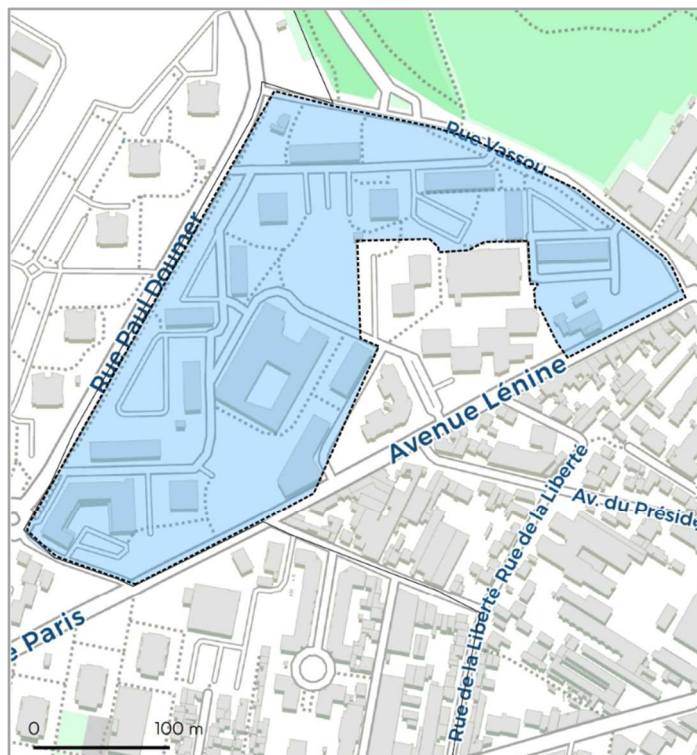 Rue Vassou
Rue Paul Doumer
Avenue Lénine
Rue de la Liberté
Av. du Présid
Rue de la Liberté
Paris
0 100 m